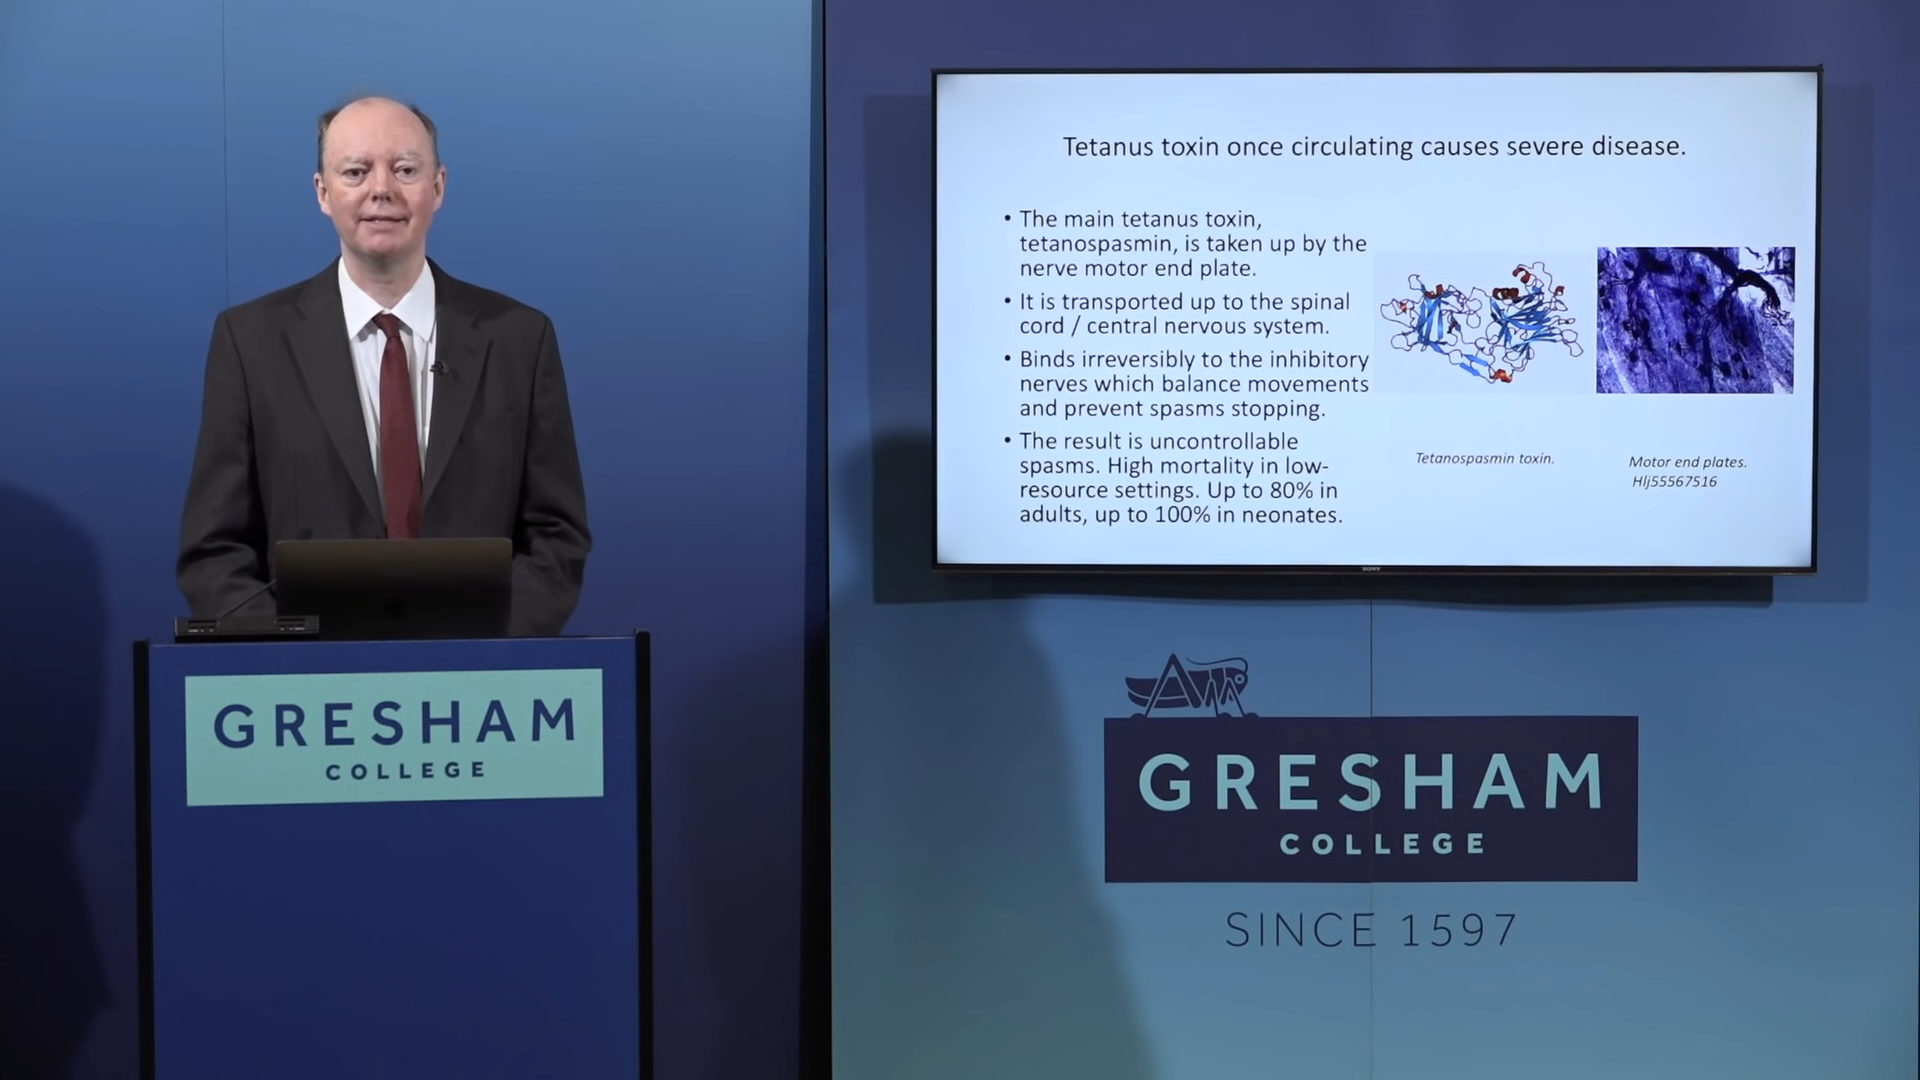 Tetanus toxin once circulating causes severe disease.
• The main tetanus toxin,
tetanospasmin, is taken up by the
nerve motor end plate.
• It is transported up to the spinal
cord / central nervous system.
• Binds irreversibly to the inhibitory
nerves which balance movements
and prevent spasms stopping.
• The result is uncontrollable
spasms. High mortality in low-
resource settings. Up to 80% in
adults, up to 100% in neonates.
Tetanospasmin toxin.
Motor end plates.
Hlj55567516
SONY
GRESHAM
COLLEGE
GRESHAM
COLLEGE
SINCE 1597